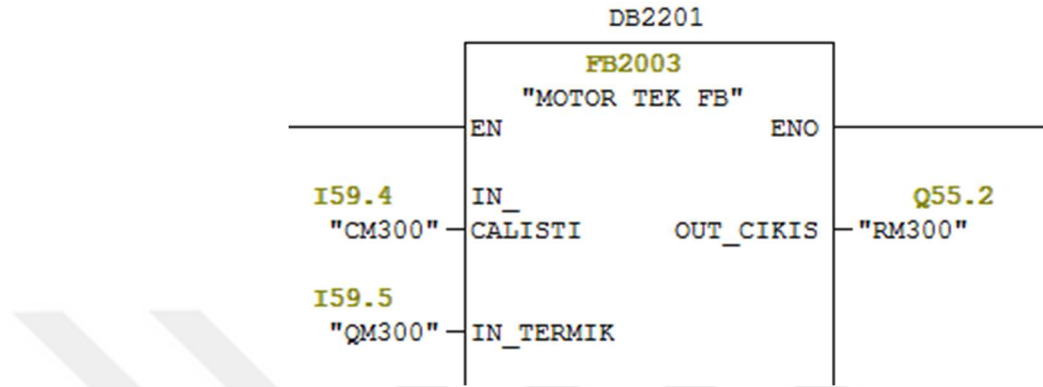 DB2201
FB2003
"MOTOR TEK FB"
EN ENO
I59.4 IN_ Q55.2
"CM300" CALISTI OUT_CIKIS "RM300"
I59.5
"QM300" IN_TERMIK